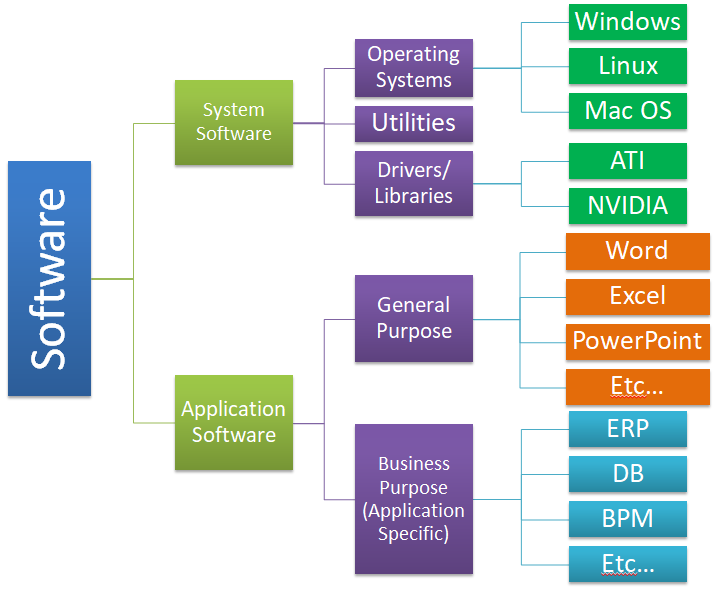 Software
System
Software
Application
Software
Operating
Systems
Utilities
Drivers/
Libraries
General
Purpose
Business
Purpose
(Application
Specific)
Windows
Linux
Mac OS
ATI
NVIDIA
Word
Excel
PowerPoint
Etc...
ERP
DB
BPM
Etc...